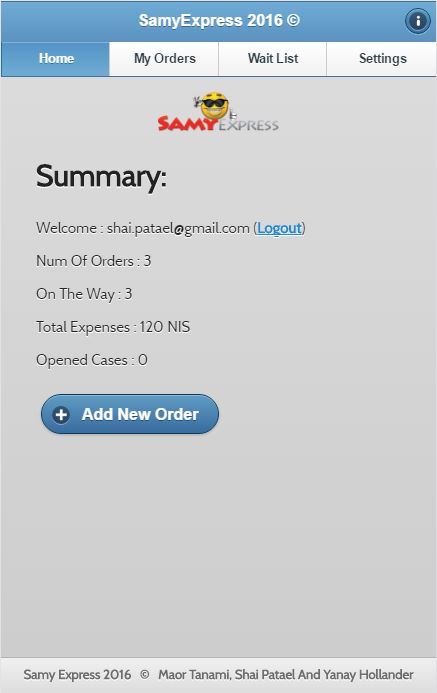 SamyExpress 2016 ©
Home My Orders Wait List Settings
SAMYEXPRESS
Summary:
Welcome : shai.patael@gmail.com (Logout)
Num Of Orders : 3
On The Way : 3
Total Expenses : 120 NIS
Opened Cases : 0
Add New Order
Samy Express 2016 © Maor Tanami, Shai Patael And Yanay Hollander